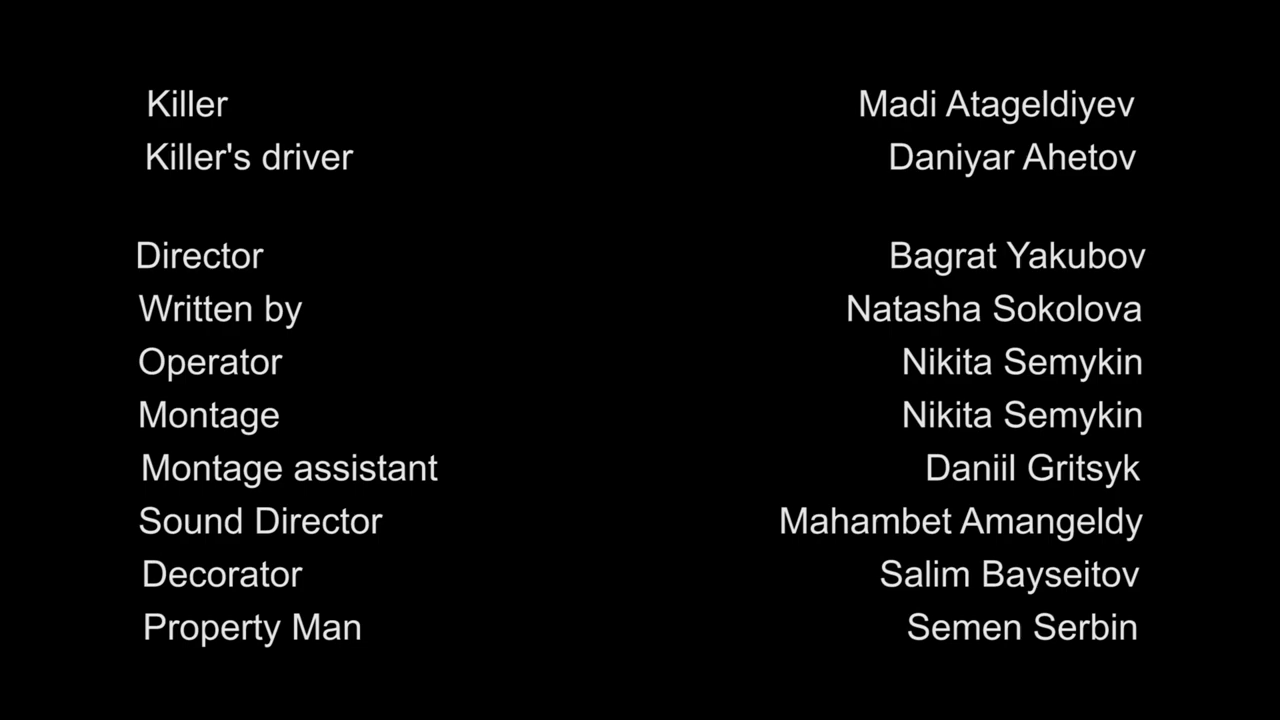 Killer Madi Atageldiyev
Killer's driver Daniyar Ahetov
Director Bagrat Yakubov
Written by Natasha Sokolova
Operator Nikita Semykin
Montage Nikita Semykin
Montage assistant Daniil Gritsyk
Sound Director Mahambet Amangeldy
Decorator Salim Bayseitov
Property Man Semen Serbin